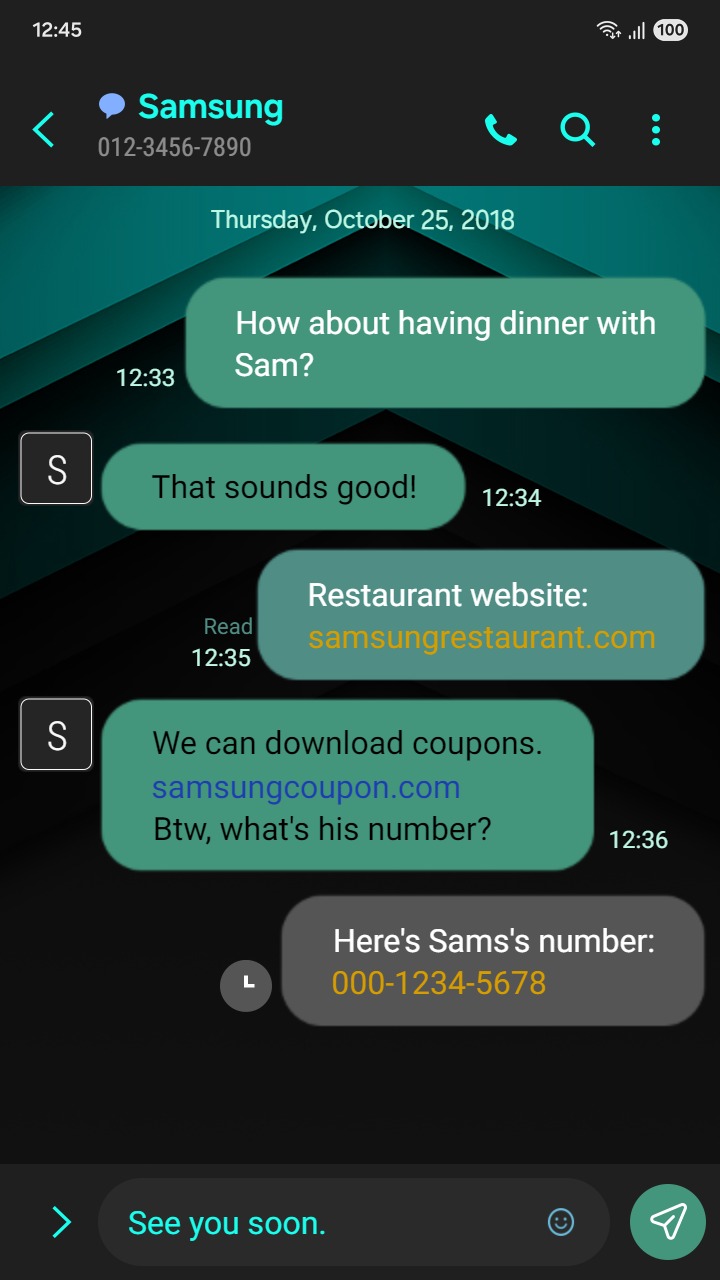 12:45
100
Samsung
012-3456-7890
Thursday, October 25, 2018
How about having dinner with
Sam?
12:33
S
That sounds good!
12:34
Restaurant website:
samsungrestaurant.com
Read
12:35
S
We can download coupons.
samsungcoupon.com
Btw, what's his number?
12:36
Here's Sams's number:
000-1234-5678
See you soon.